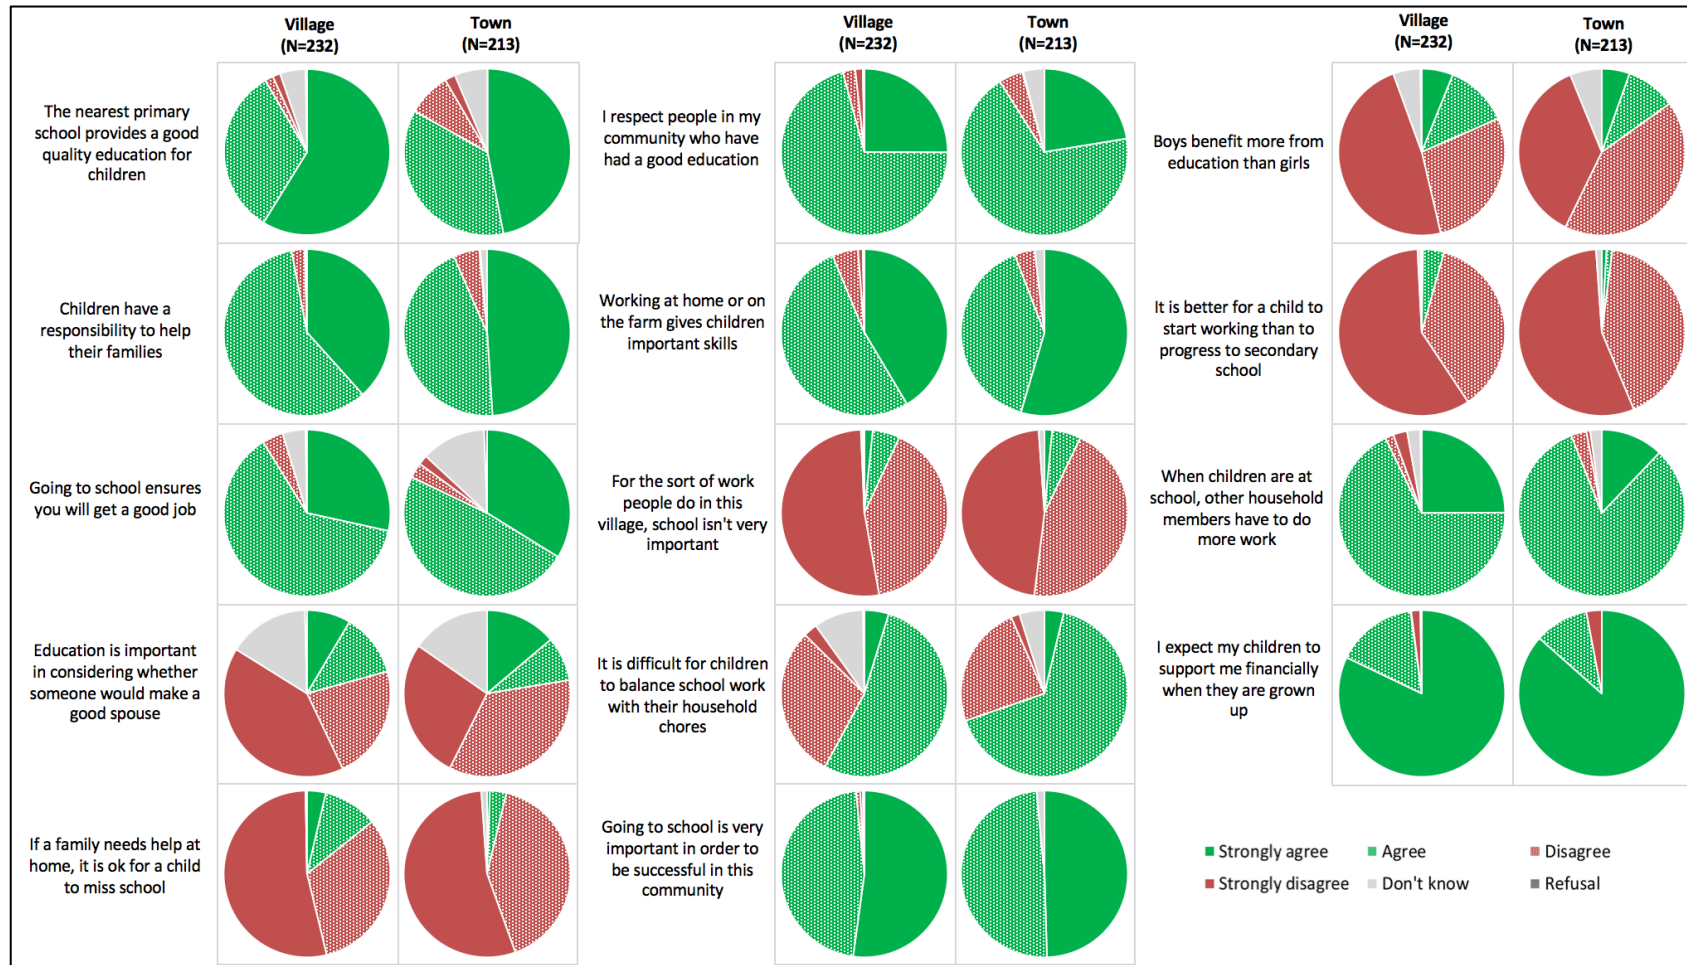 Village
(N=232)
Town
(N=213)
The nearest primary
school provides a good
quality education for
children
Children have a
responsibility to help
their families
Going to school ensures
you will get a good job
Education is important
in considering whether
someone would make a
good spouse
If a family needs help at
home, it is ok for a child
to miss school
Village
(N=232)
Town
(N=213)
I respect people in my
community who have
had a good education
Working at home or on
the farm gives children
important skills
For the sort of work
people do in this
village, school isn't very
important
It is difficult for children
to balance school work
with their household
chores
Going to school is very
important in order to
be successful in this
community
Village
(N=232)
Town
(N=213)
Boys benefit more from
education than girls
It is better for a child to
start working than to
progress to secondary
school
When children are at
school, other household
members have to do
more work
I expect my children to
support me financially
when they are grown
up
Strongly agree
Agree
Disagree
Strongly disagree
Don't know
Refusal